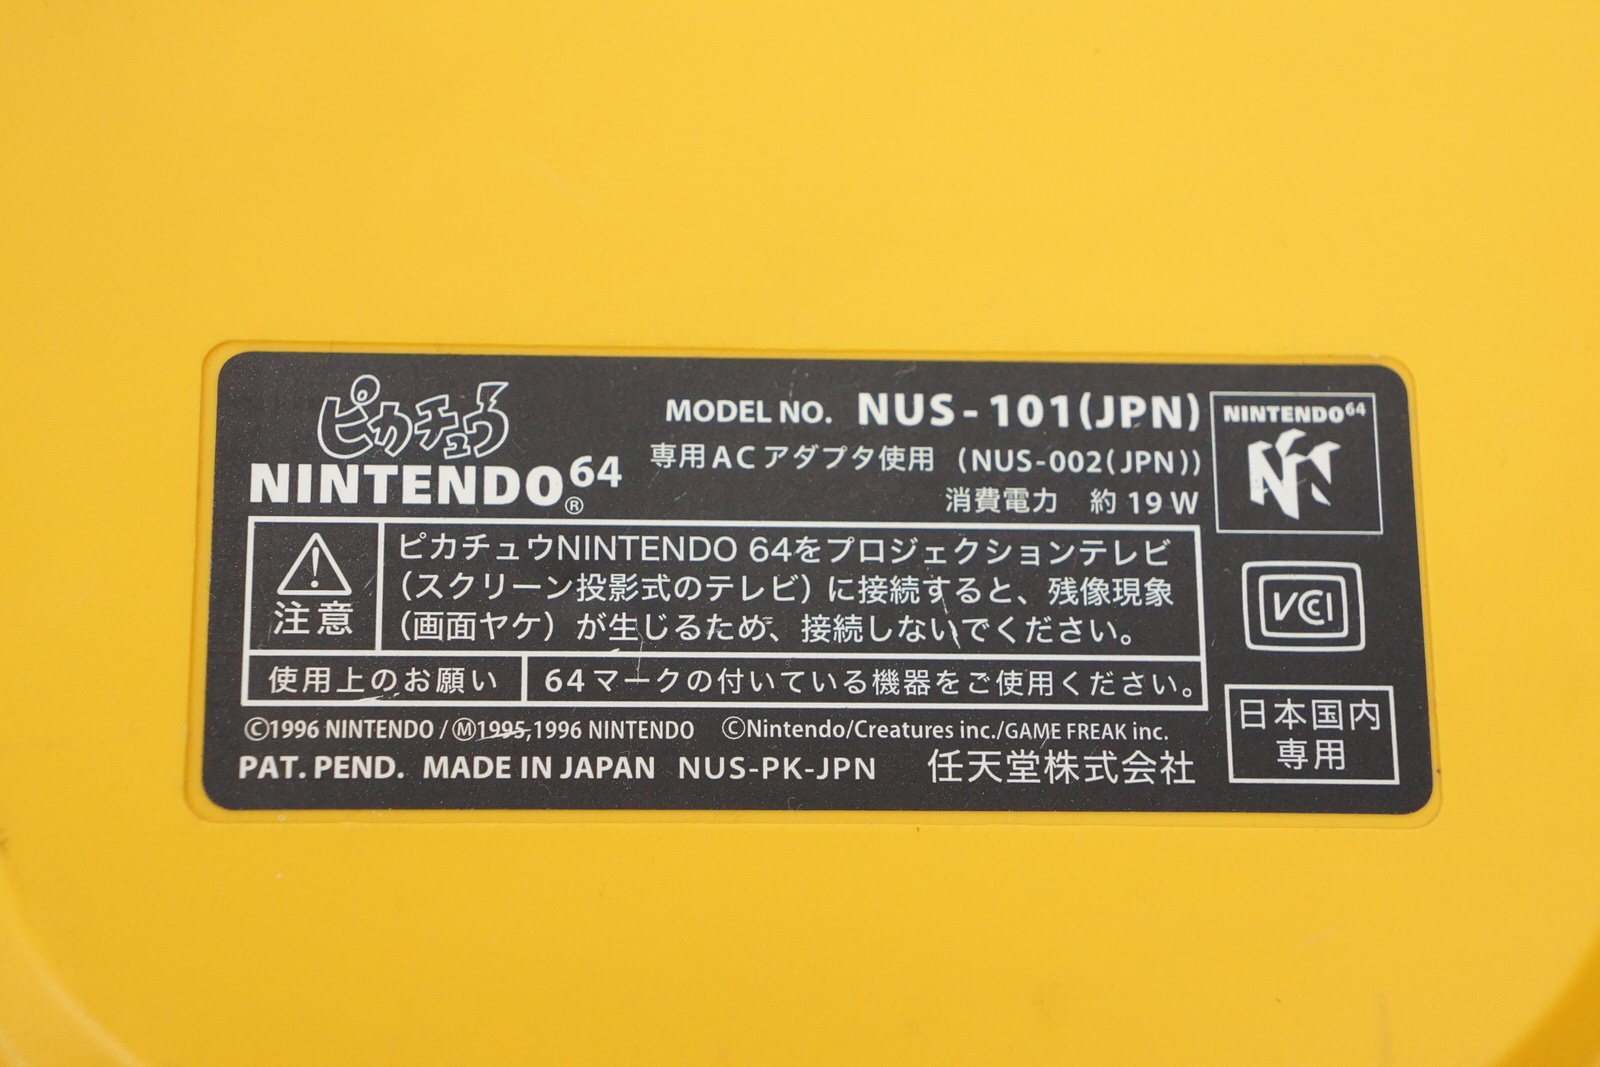 ピカチュウ
NINTENDO64®
MODEL NO. NUS-101(JPN)
専用ACアダプタ使用 (NUS-002(JPN))
消費電力 約19W
NINTENDO64
注意
ピカチュウNINTENDO 64をプロジェクションテレビ
(スクリーン投影式のテレビ)に接続すると、残像現象
(画面ヤケ)が生じるため、接続しないでください。
VCCI
使用上のお願い
64マークの付いている機器をご使用ください。
©1996 NINTENDO/Ⓜ1995,1996 NINTENDO ©Nintendo/Creatures inc./GAME FREAK inc.
PAT. PEND. MADE IN JAPAN NUS-PK-JPN 任天堂株式会社
日本国内
専用